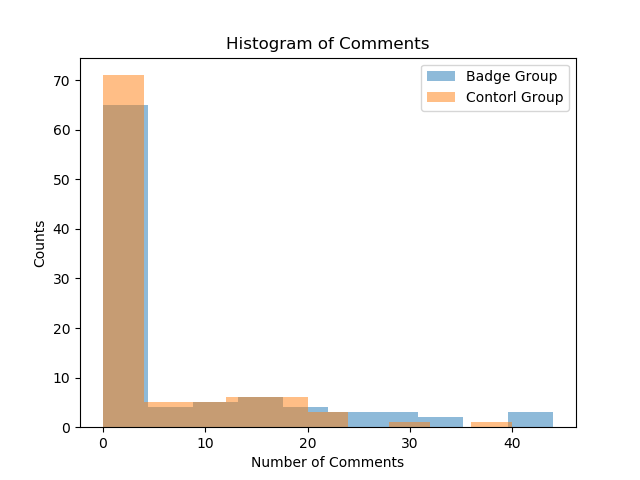 Histogram of Comments
Badge Group
Contorl Group
70
60
50
40
30
20
10
0
Counts
0 10 20 30 40
Number of Comments